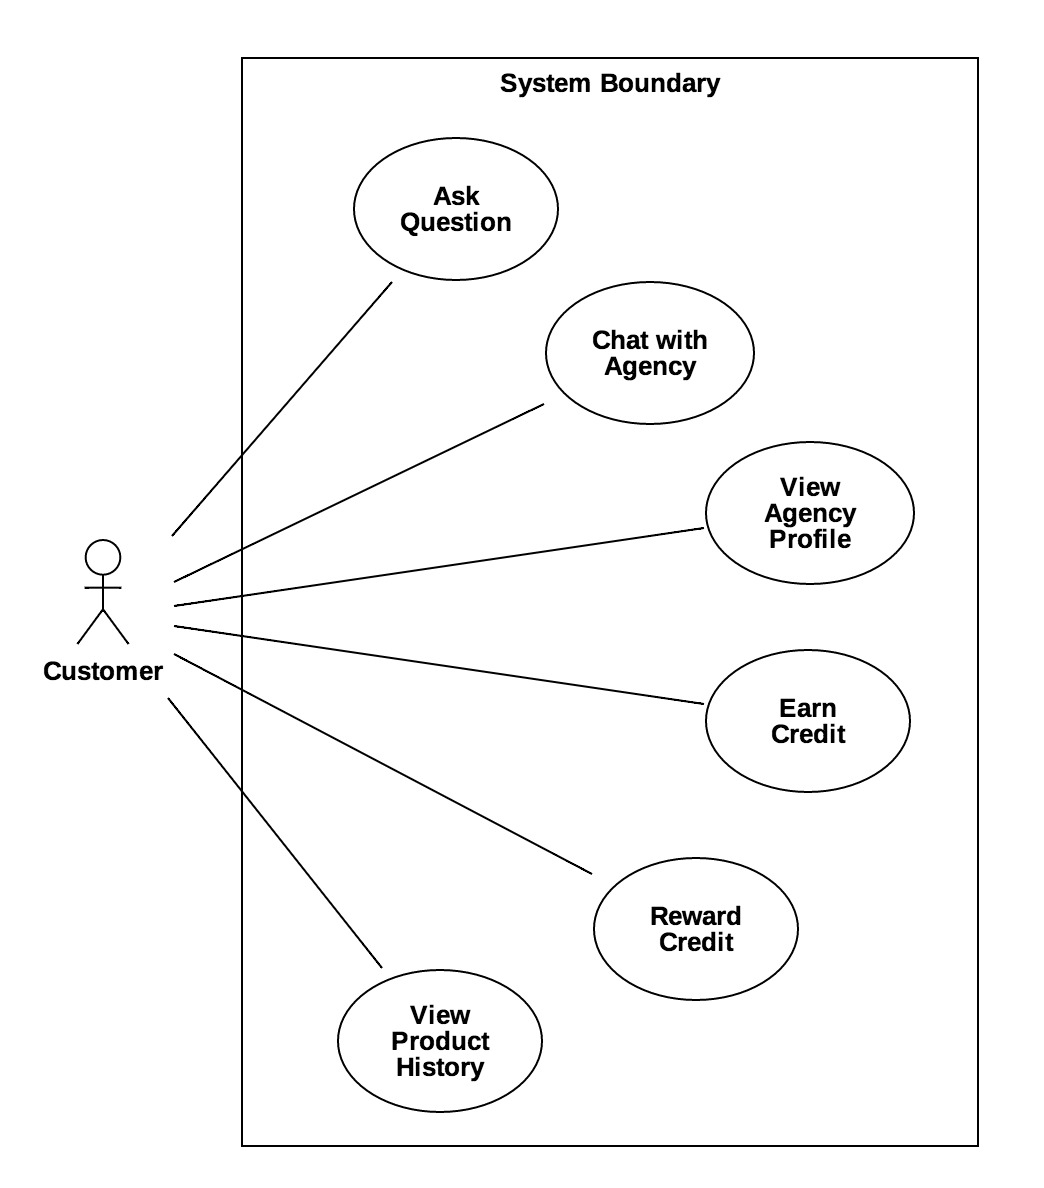 System Boundary
Ask
Question
Chat with
Agency
View
Agency
Profile
Customer
Earn
Credit
Reward
Credit
View
Product
History